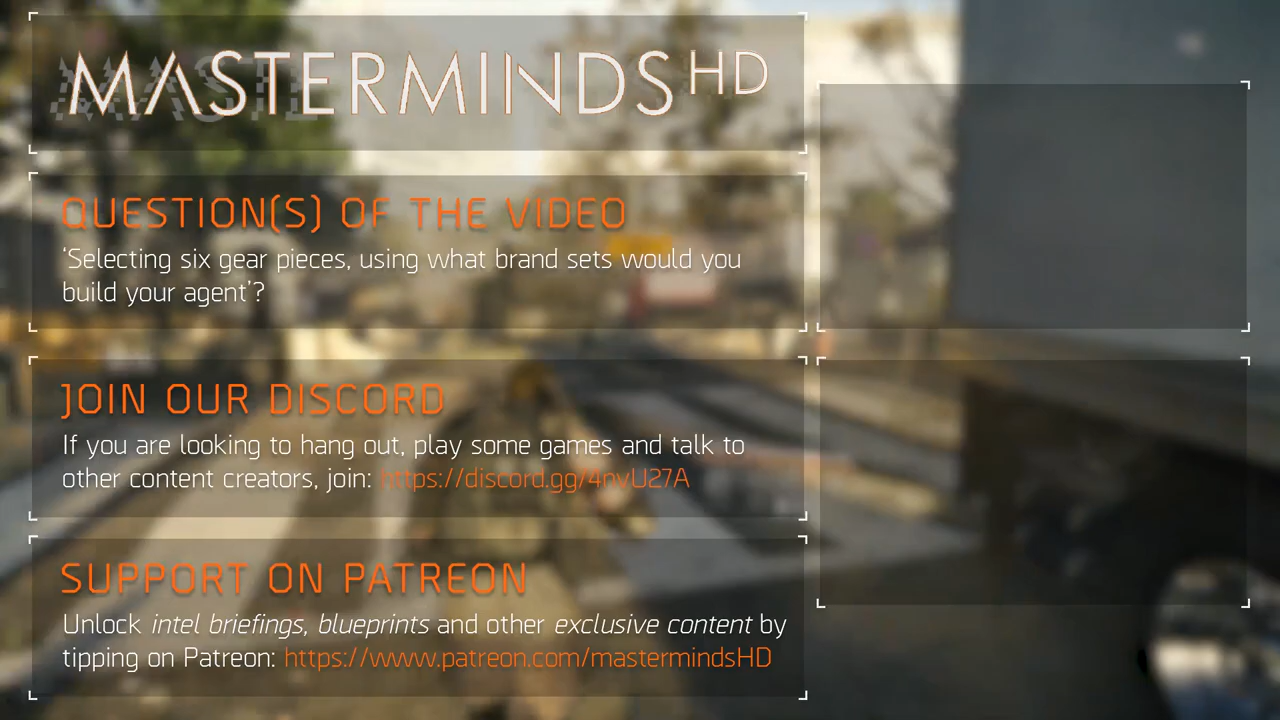 MASTERMINDS HD
QUESTION(S) OF THE VIDEO
‘Selecting six gear pieces, using what brand sets would you
build your agent’?
JOIN OUR DISCORD
If you are looking to hang out, play some games and talk to
other content creators, join: https://discord.gg/4nvU27A
SUPPORT ON PATREON
Unlock intel briefings, blueprints and other exclusive content by
tipping on Patreon: https://www.patreon.com/mastermindsHD